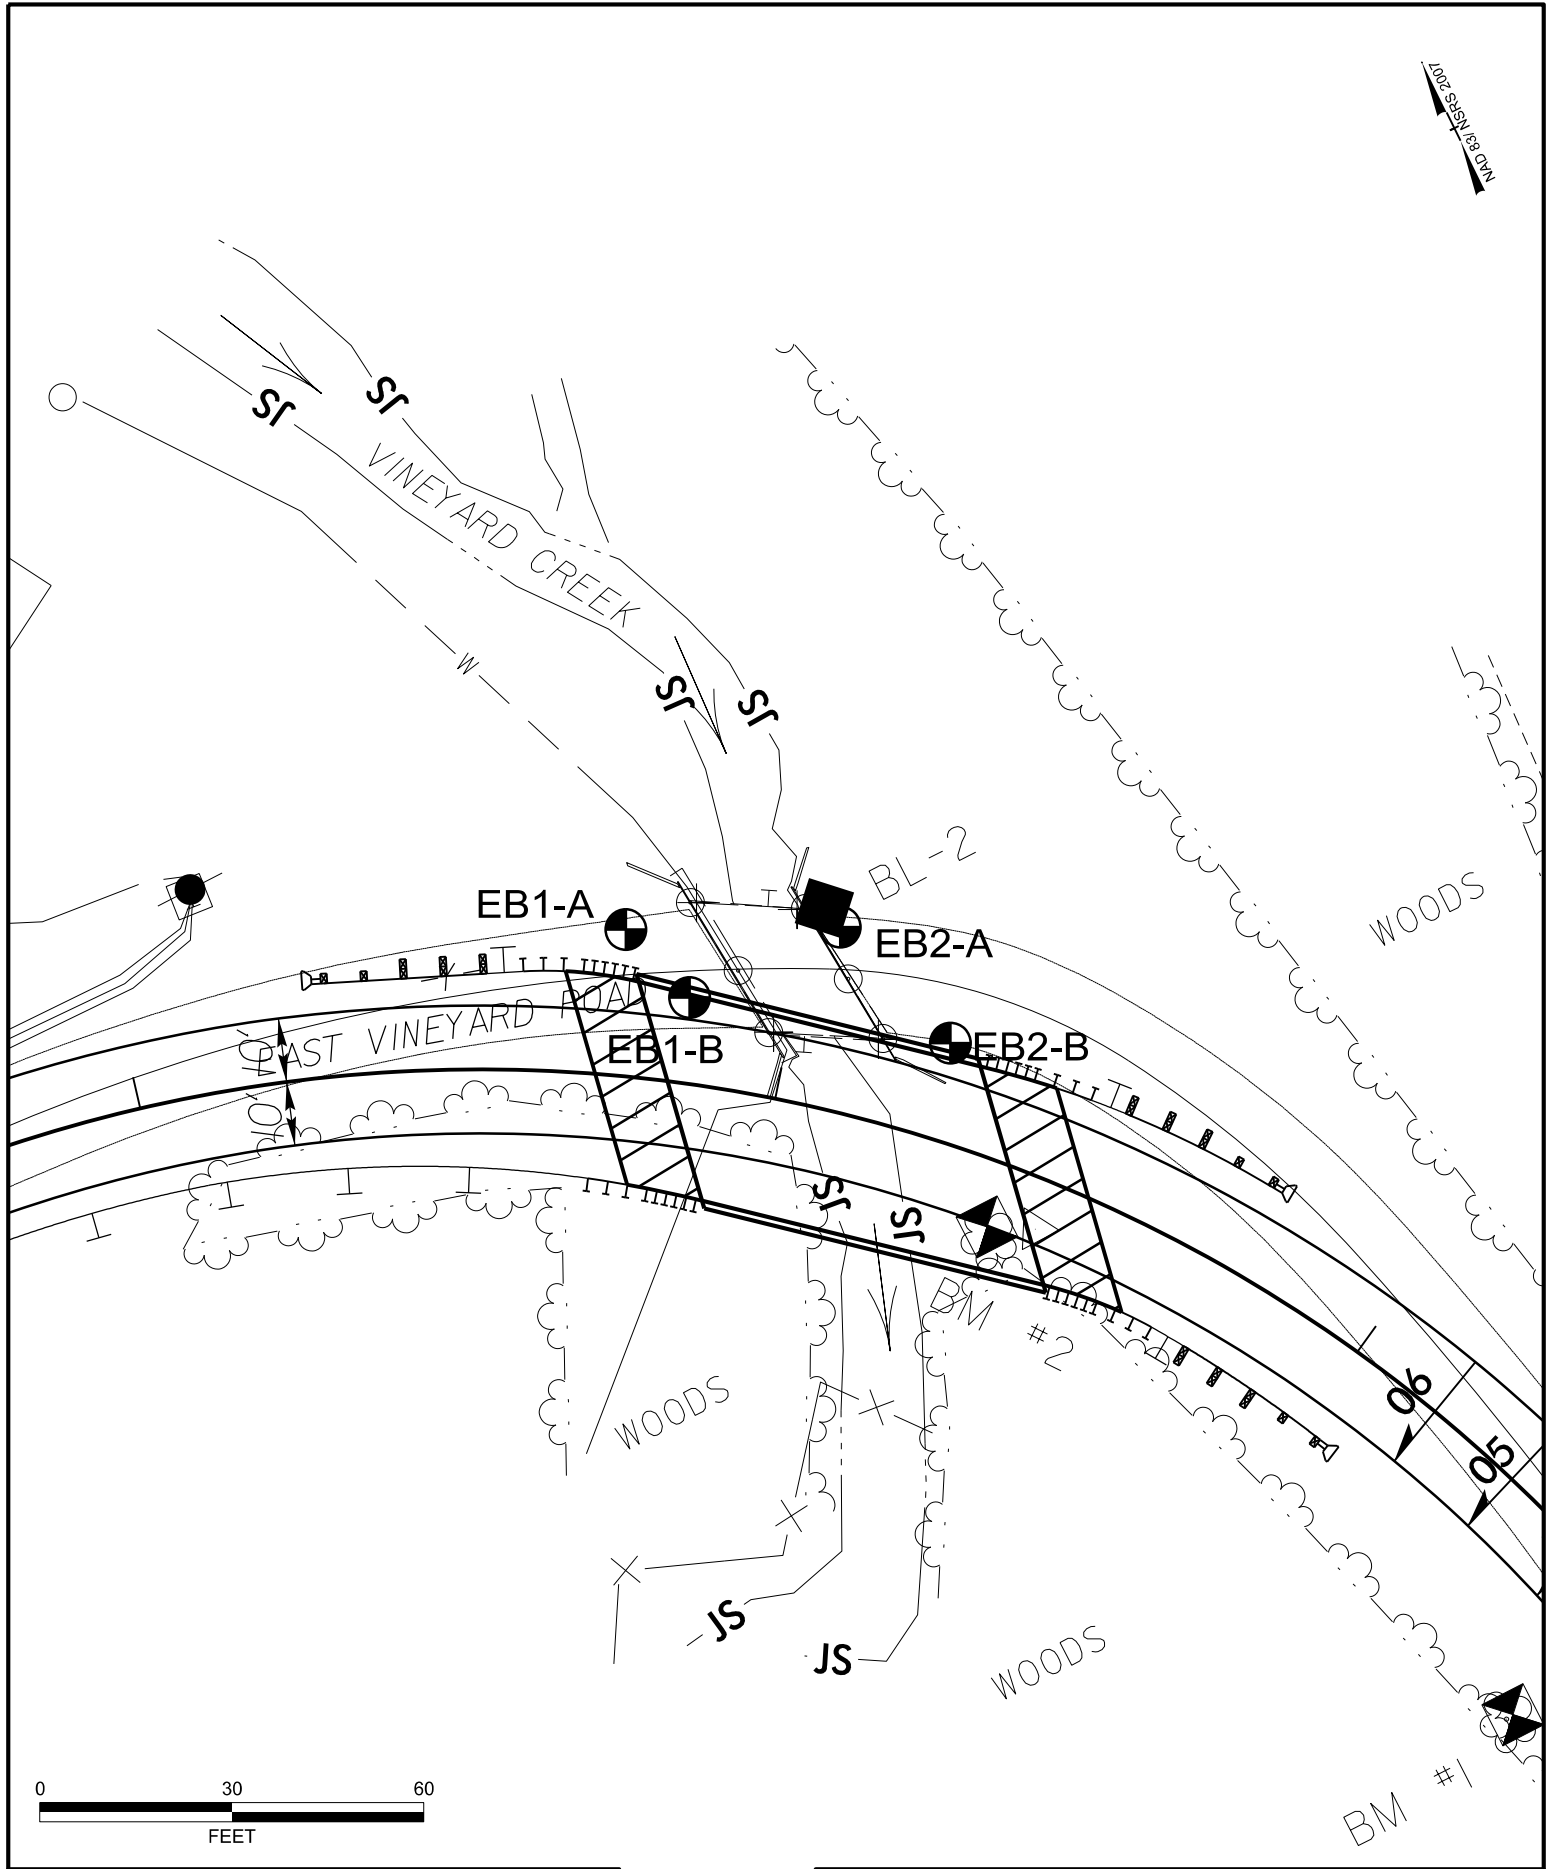 NAD 83/ NSRS 2007
JS
JS
VINEYARD CREEK
W
JS
JS
BL-2
WOODS
EB1-A
EB2-A
EAST VINEYARD ROAD
EB1-B
EB2-B
10'
10'
JS
JS
BM #2
WOODS
06
05
JS
JS
WOODS
BM #1
0 30 60
FEET